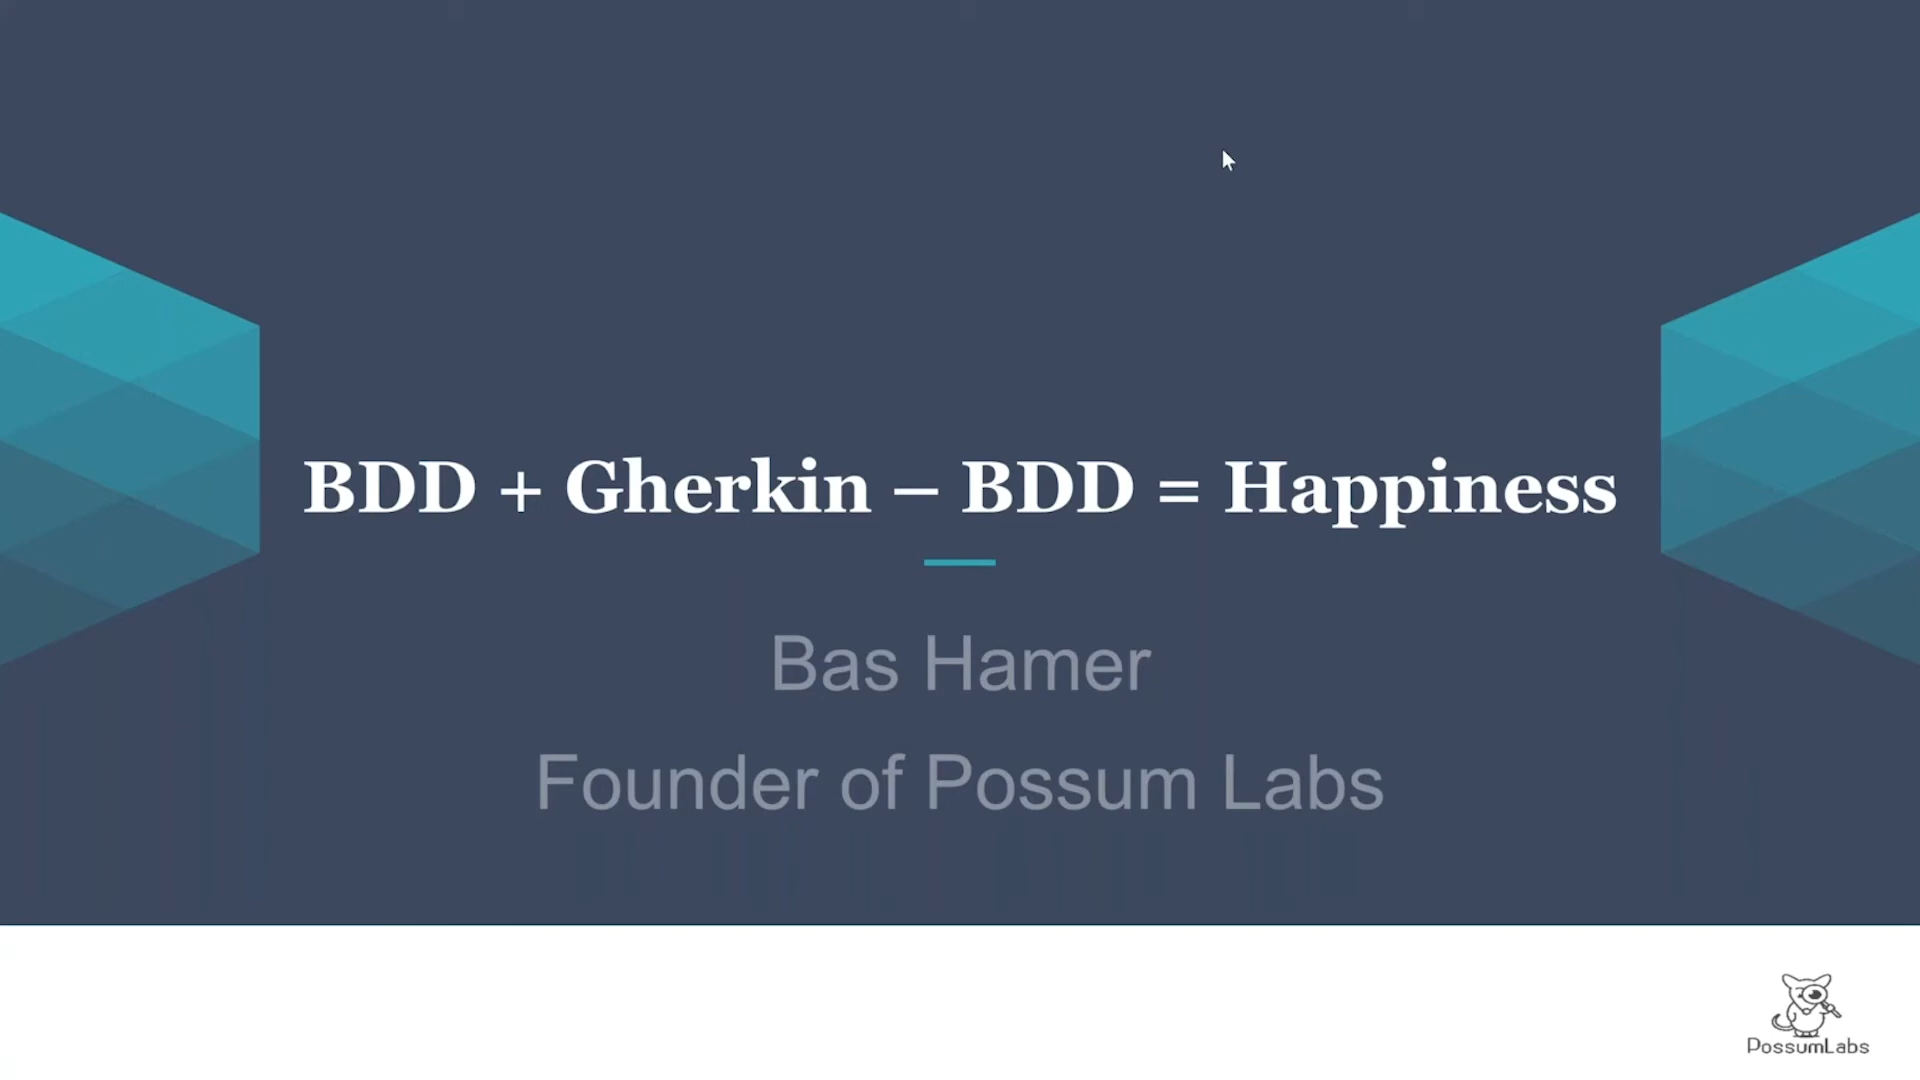 BDD + Gherkin – BDD = Happiness
Bas Hamer
Founder of Possum Labs
PossumLabs